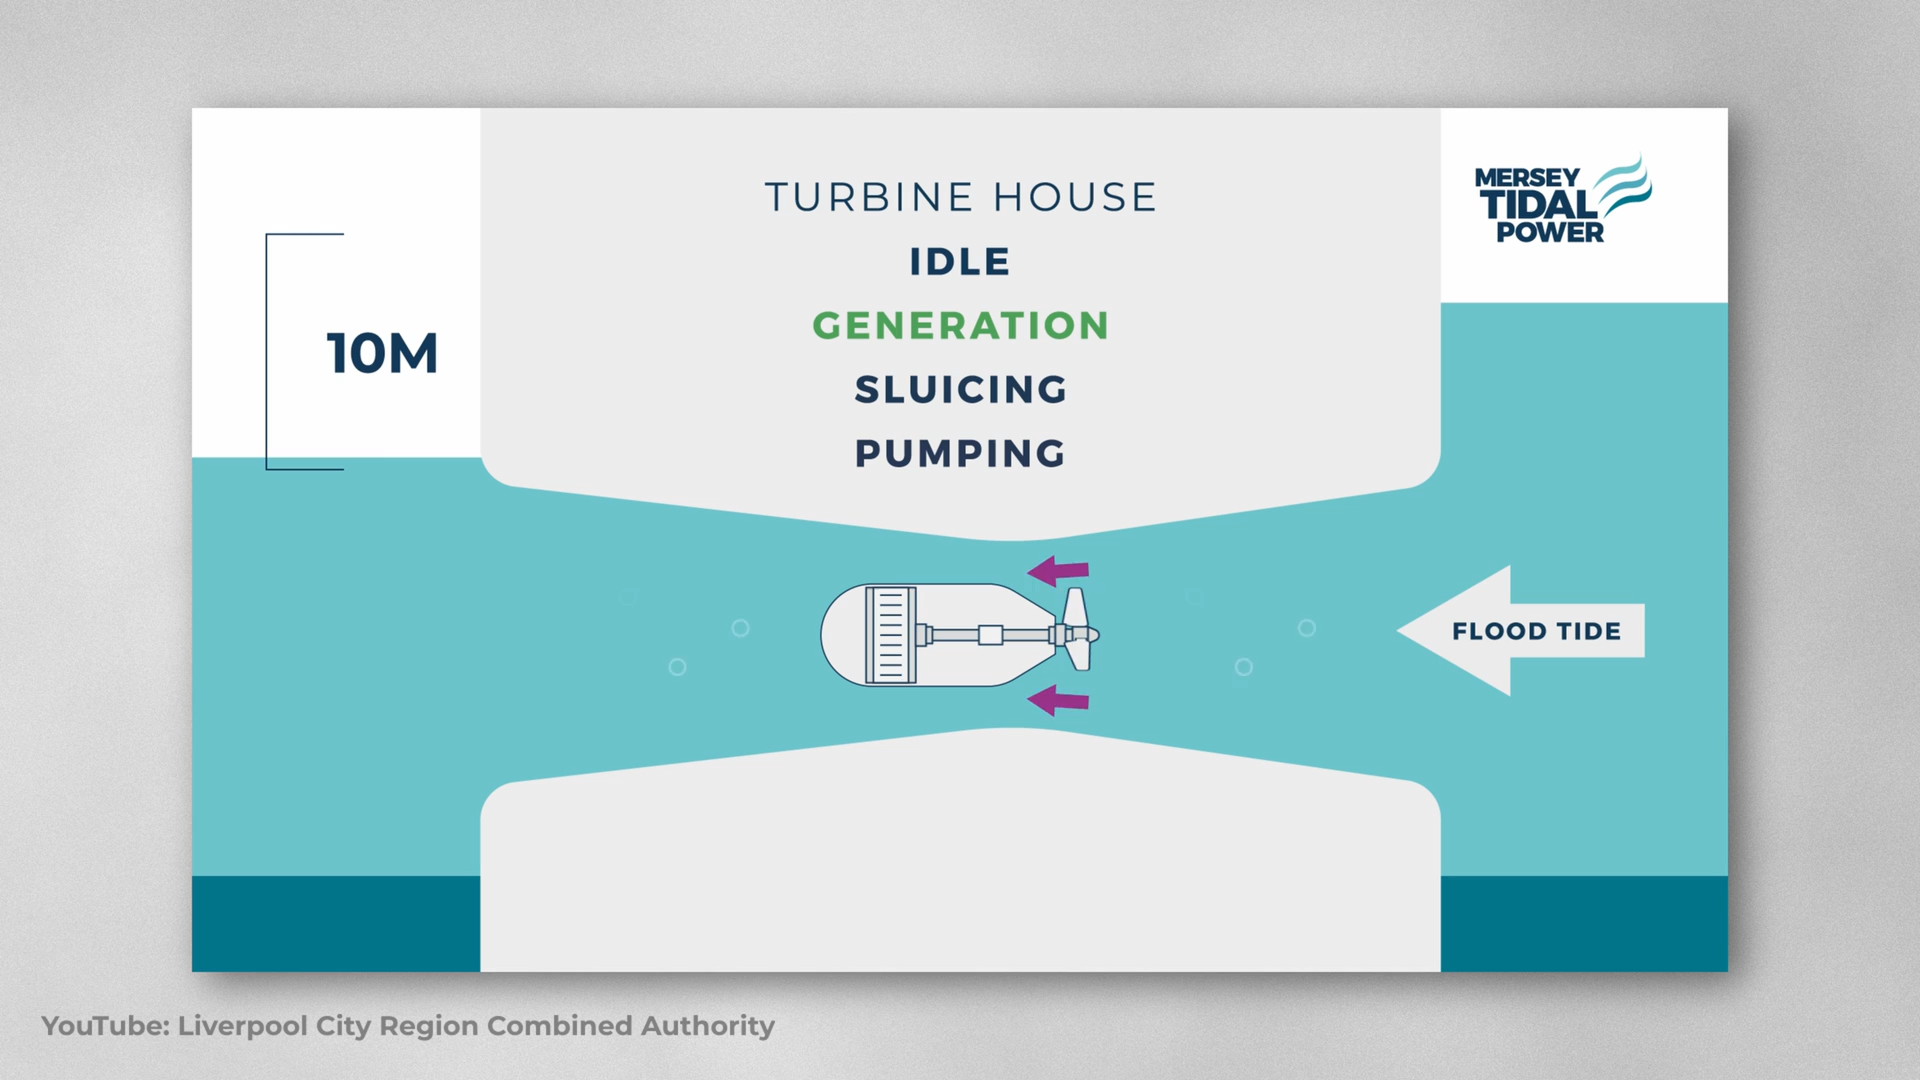 TURBINE HOUSE
IDLE
GENERATION
SLUICING
PUMPING
10M
MERSEY
TIDAL
POWER
FLOOD TIDE
YouTube: Liverpool City Region Combined Authority